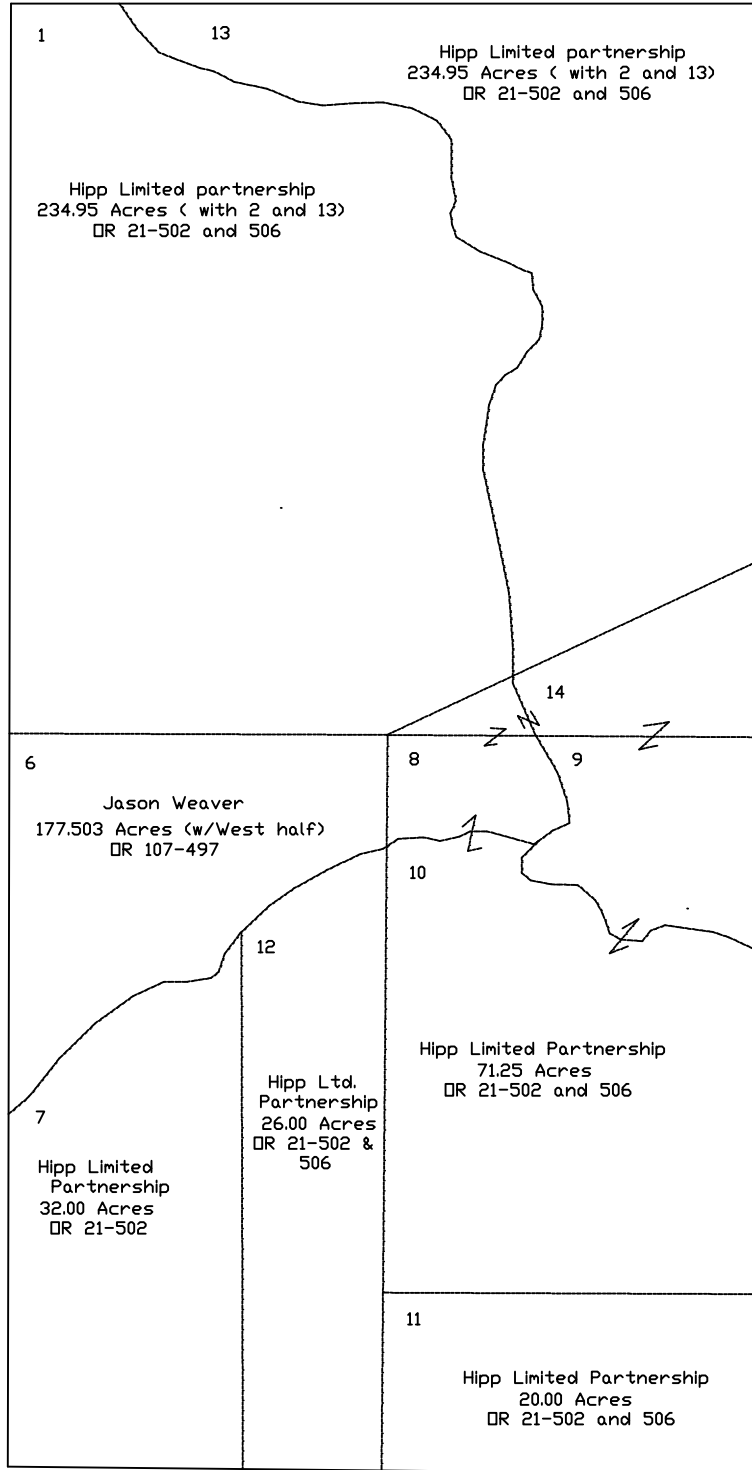 1
13
Hipp Limited partnership
234.95 Acres ( with 2 and 13)
OR 21-502 and 506
Hipp Limited partnership
234.95 Acres ( with 2 and 13)
OR 21-502 and 506
14
6
8
9
Jason Weaver
177.503 Acres (w/West half)
OR 107-497
10
12
Hipp Limited Partnership
71.25 Acres
OR 21-502 and 506
Hipp Ltd.
Partnership
26.00 Acres
OR 21-502 &
506
7
Hipp Limited
Partnership
32.00 Acres
OR 21-502
11
Hipp Limited Partnership
20.00 Acres
OR 21-502 and 506